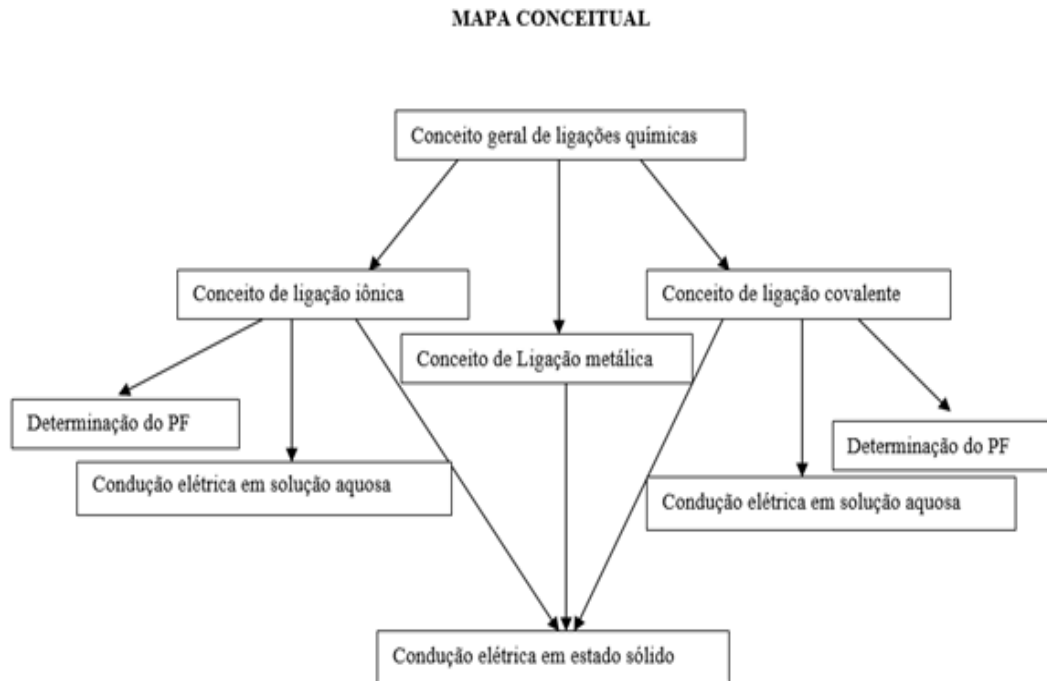 MAPA CONCEITUAL
Conceito geral de ligações químicas
Conceito de ligação iônica
Conceito de ligação covalente
Conceito de Ligação metálica
Determinação do PF
Determinação do PF
Condução elétrica em solução aquosa
Condução elétrica em solução aquosa
Condução elétrica em estado sólido